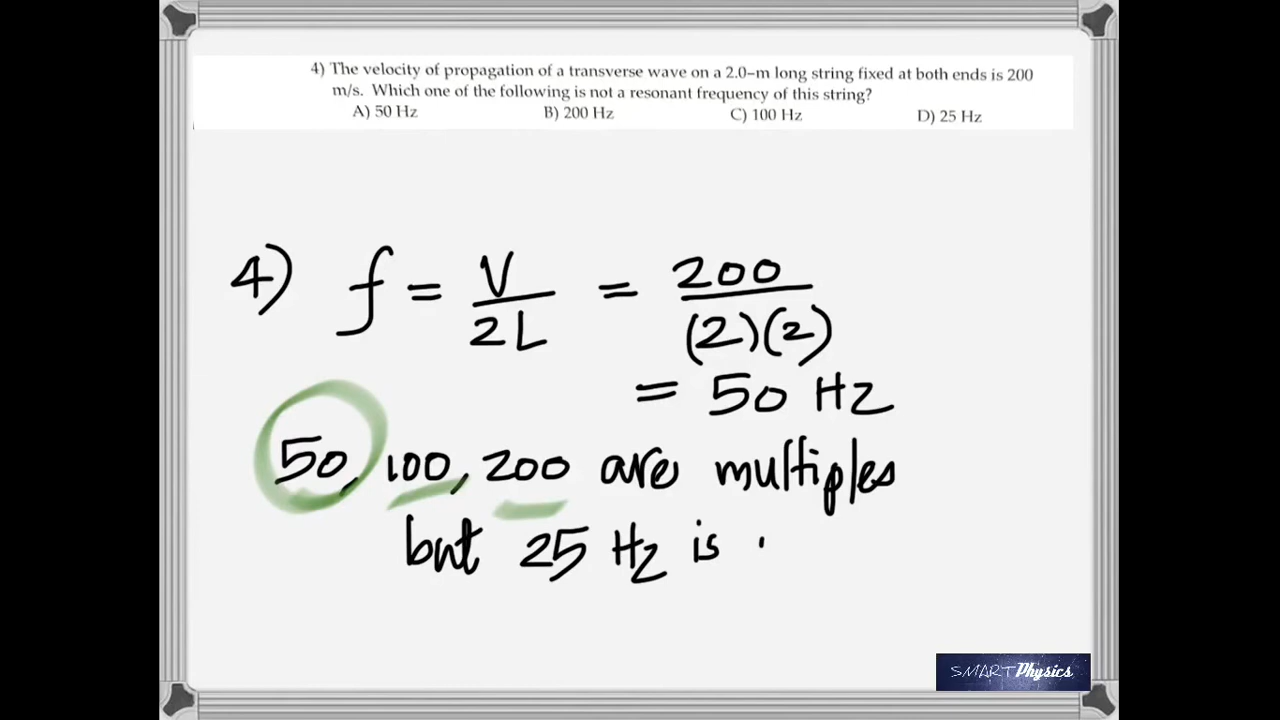 4) The velocity of propagation of a transverse wave on a 2.0–m long string fixed at both ends is 200
m/s. Which one of the following is not a resonant frequency of this string?
A) 50 Hz B) 200 Hz C) 100 Hz D) 25 Hz
4) f = V / 2L = 200 / (2)(2)
= 50 Hz
50, 100, 200 are multiples
but 25 Hz is
SMART Physics